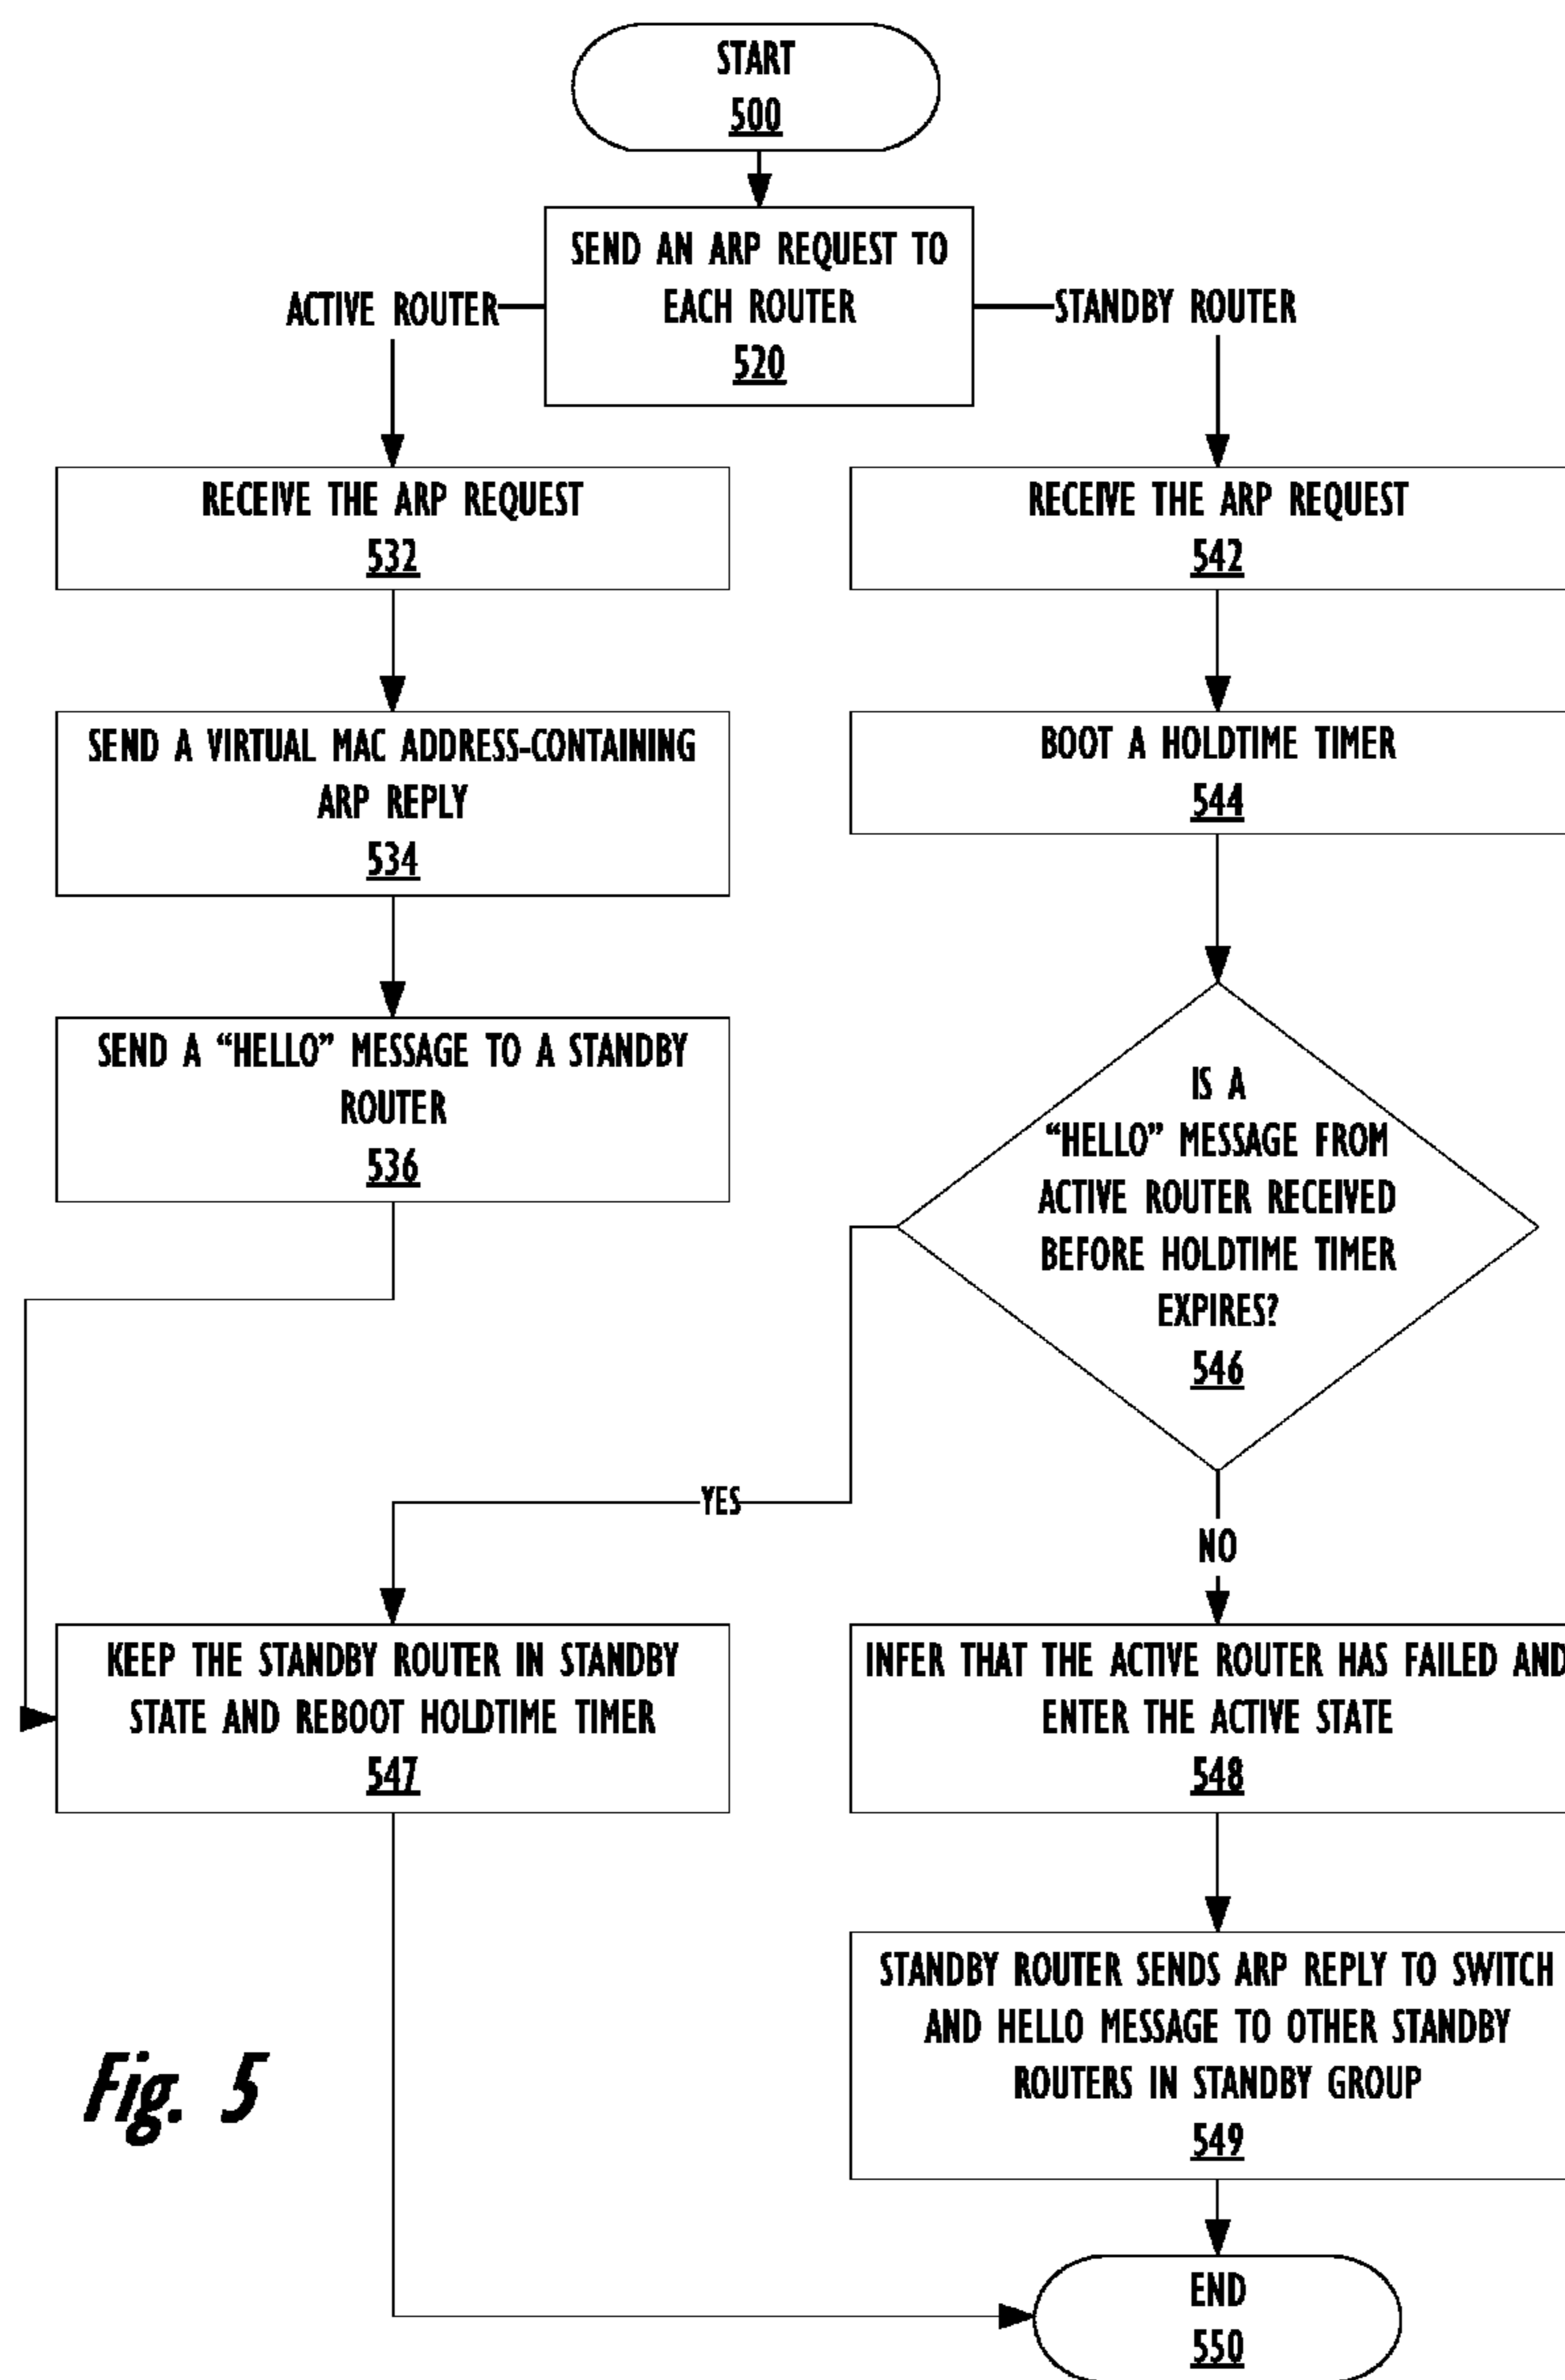 START
500
SEND AN ARP REQUEST TO
EACH ROUTER
520
ACTIVE ROUTER
STANDBY ROUTER
RECEIVE THE ARP REQUEST
532
RECEIVE THE ARP REQUEST
542
SEND A VIRTUAL MAC ADDRESS-CONTAINING
ARP REPLY
534
BOOT A HOLDTIME TIMER
544
SEND A “HELLO” MESSAGE TO A STANDBY
ROUTER
536
IS A
“HELLO” MESSAGE FROM
ACTIVE ROUTER RECEIVED
BEFORE HOLDTIME TIMER
EXPIRES?
546
YES
NO
KEEP THE STANDBY ROUTER IN STANDBY
STATE AND REBOOT HOLDTIME TIMER
547
INFER THAT THE ACTIVE ROUTER HAS FAILED AND
ENTER THE ACTIVE STATE
548
STANDBY ROUTER SENDS ARP REPLY TO SWITCH
AND HELLO MESSAGE TO OTHER STANDBY
ROUTERS IN STANDBY GROUP
549
Fig. 5
END
550